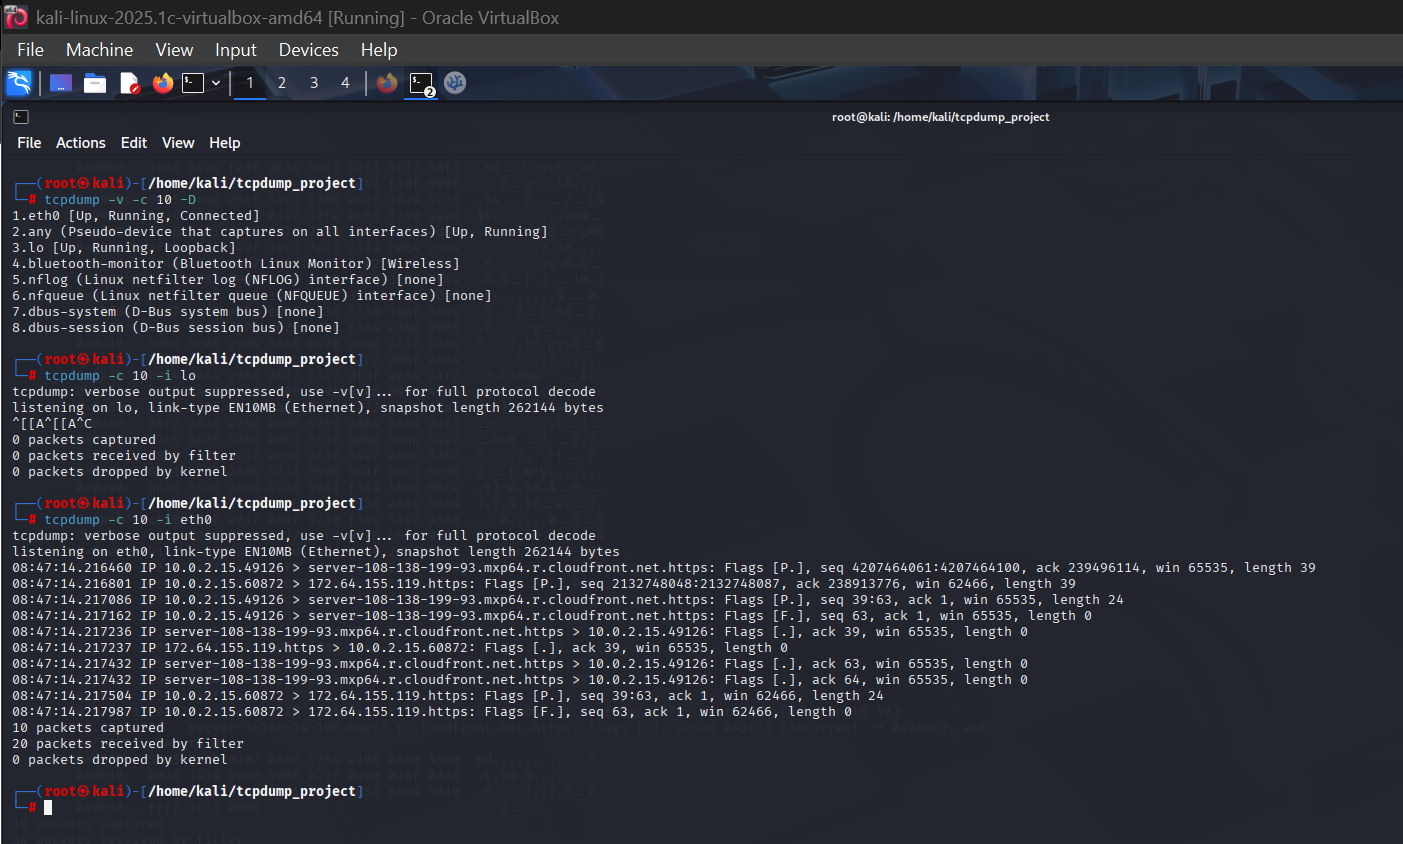 kali-linux-2025.1c-virtualbox-amd64 [Running] - Oracle VirtualBox
File Machine View Input Devices Help
1 2 3 4 2
root@kali: /home/kali/tcpdump_project
File Actions Edit View Help
┌──(root㉿kali)-[/home/kali/tcpdump_project]
└─# tcpdump -v -c 10 -D
1.eth0 [Up, Running, Connected]
2.any (Pseudo-device that captures on all interfaces) [Up, Running]
3.lo [Up, Running, Loopback]
4.bluetooth-monitor (Bluetooth Linux Monitor) [Wireless]
5.nflog (Linux netfilter log (NFLOG) interface) [none]
6.nfqueue (Linux netfilter queue (NFQUEUE) interface) [none]
7.dbus-system (D-Bus system bus) [none]
8.dbus-session (D-Bus session bus) [none]
┌──(root㉿kali)-[/home/kali/tcpdump_project]
└─# tcpdump -c 10 -i lo
tcpdump: verbose output suppressed, use -v[v]... for full protocol decode
listening on lo, link-type EN10MB (Ethernet), snapshot length 262144 bytes
^[[A^[[A^C
0 packets captured
0 packets received by filter
0 packets dropped by kernel
┌──(root㉿kali)-[/home/kali/tcpdump_project]
└─# tcpdump -c 10 -i eth0
tcpdump: verbose output suppressed, use -v[v]... for full protocol decode
listening on eth0, link-type EN10MB (Ethernet), snapshot length 262144 bytes
08:47:14.216460 IP 10.0.2.15.49126 > server-108-138-199-93.mxp64.r.cloudfront.net.https: Flags [P.], seq 4207464061:4207464100, ack 239496114, win 65535, length 39
08:47:14.216801 IP 10.0.2.15.60872 > 172.64.155.119.https: Flags [P.], seq 2132748048:2132748087, ack 238913776, win 62466, length 39
08:47:14.217086 IP 10.0.2.15.49126 > server-108-138-199-93.mxp64.r.cloudfront.net.https: Flags [P.], seq 39:63, ack 1, win 65535, length 24
08:47:14.217162 IP 10.0.2.15.49126 > server-108-138-199-93.mxp64.r.cloudfront.net.https: Flags [F.], seq 63, ack 1, win 65535, length 0
08:47:14.217236 IP server-108-138-199-93.mxp64.r.cloudfront.net.https > 10.0.2.15.49126: Flags [.], ack 39, win 65535, length 0
08:47:14.217237 IP 172.64.155.119.https > 10.0.2.15.60872: Flags [.], ack 39, win 65535, length 0
08:47:14.217432 IP server-108-138-199-93.mxp64.r.cloudfront.net.https > 10.0.2.15.49126: Flags [.], ack 63, win 65535, length 0
08:47:14.217432 IP server-108-138-199-93.mxp64.r.cloudfront.net.https > 10.0.2.15.49126: Flags [.], ack 64, win 65535, length 0
08:47:14.217504 IP 10.0.2.15.60872 > 172.64.155.119.https: Flags [P.], seq 39:63, ack 1, win 62466, length 24
08:47:14.217987 IP 10.0.2.15.60872 > 172.64.155.119.https: Flags [F.], seq 63, ack 1, win 62466, length 0
10 packets captured
20 packets received by filter
0 packets dropped by kernel
┌──(root㉿kali)-[/home/kali/tcpdump_project]
└─#